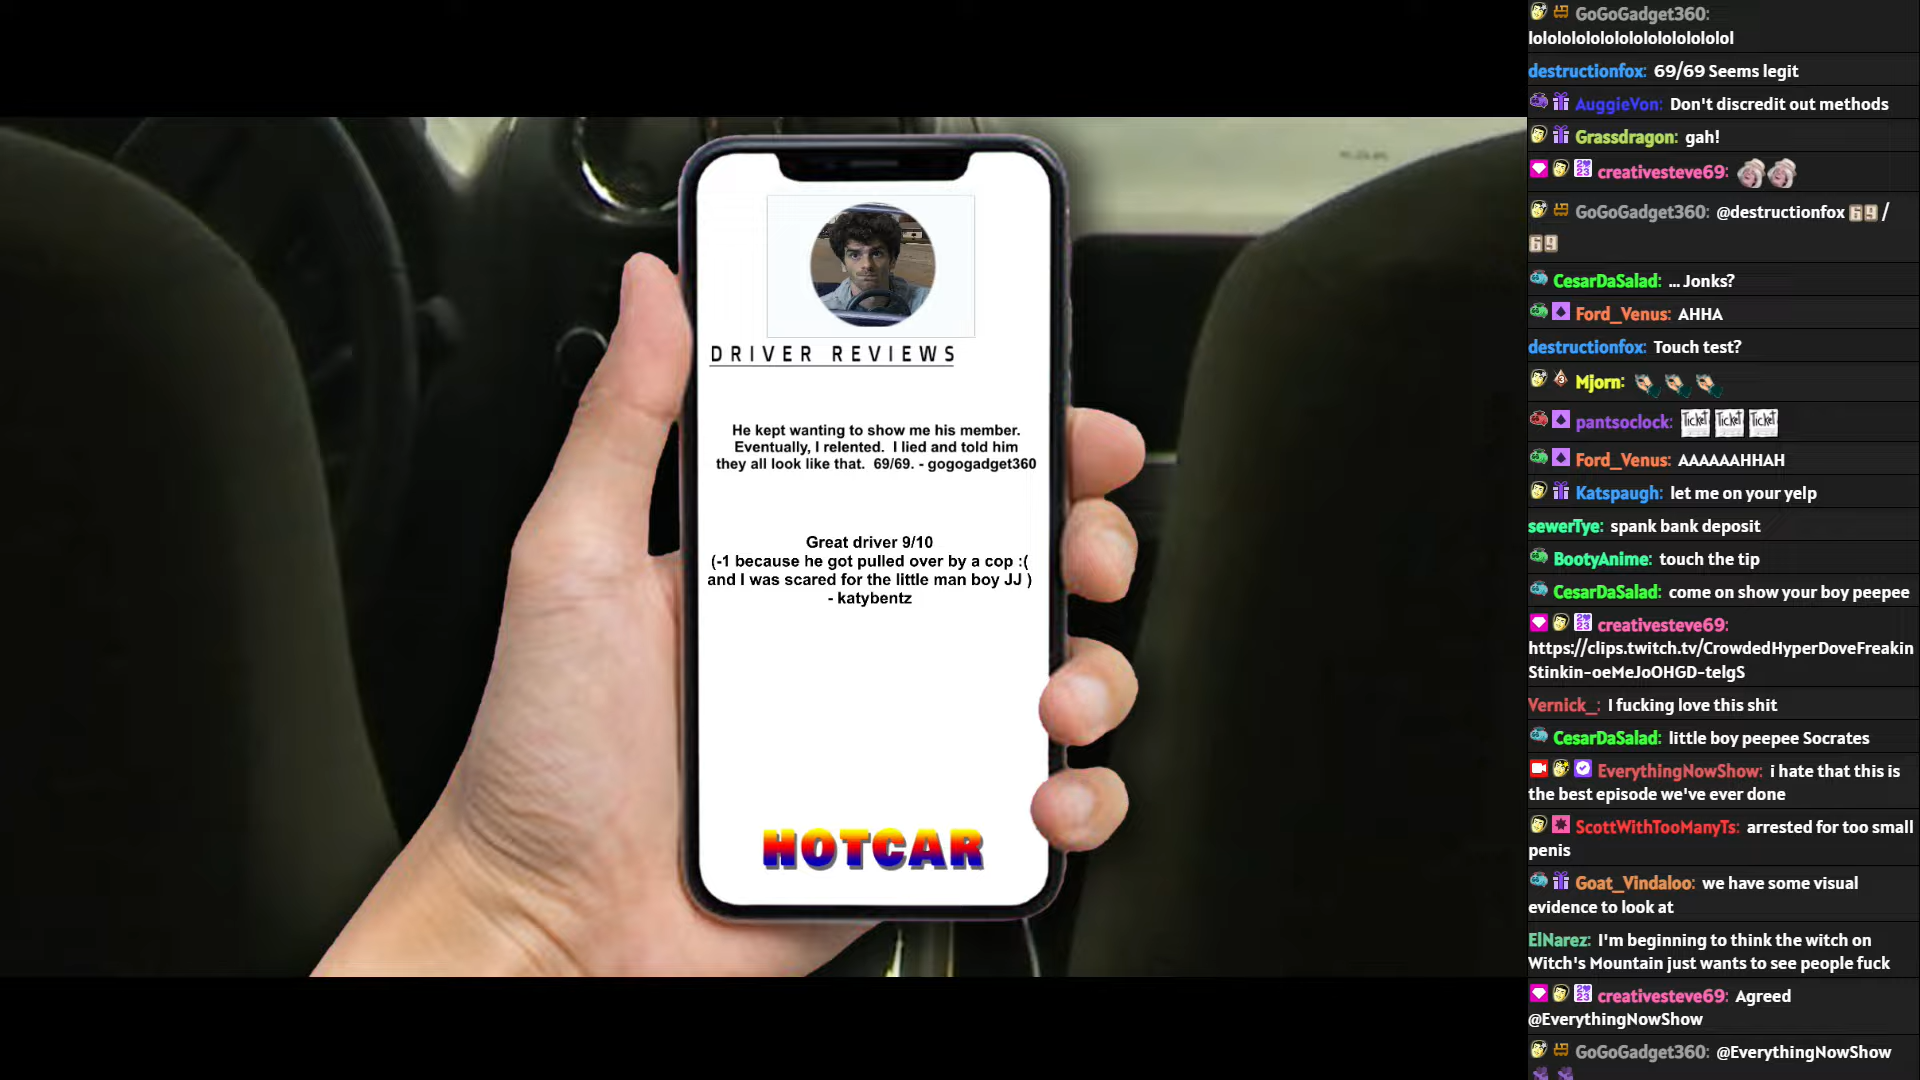 DRIVER REVIEWS
He kept wanting to show me his member.
Eventually, I relented.  I lied and told him
they all look like that.  69/69. - gogogadget360
Great driver 9/10
(-1 because he got pulled over by a cop :(
and I was scared for the little man boy JJ )
- katybentz
HOTCAR
GoGoGadget360:
lolololololololololololololol
destructionfox: 69/69 Seems legit
AuggieVon: Don't discredit out methods
Grassdragon: gah!
creativesteve69:
GoGoGadget360: @destructionfox 69 /
69
CesarDaSalad: ... Jonks?
Ford_Venus: AHHA
destructionfox: Touch test?
Mjorn:
pantsoclock: Ticket Ticket Ticket
Ford_Venus: AAAAAAHHAH
Katspaugh: let me on your yelp
sewerTye: spank bank deposit
BootyAnime: touch the tip
CesarDaSalad: come on show your boy peepee
creativesteve69:
https://clips.twitch.tv/CrowdedHyperDoveFreakin
Stinkin-oeMeJoOHGD-telgS
Vernick_: I fucking love this shit
CesarDaSalad: little boy peepee Socrates
EverythingNowShow: i hate that this is
the best episode we've ever done
ScottWithTooManyTs: arrested for too small
penis
Goat_Vindaloo: we have some visual
evidence to look at
ElNarez: I'm beginning to think the witch on
Witch's Mountain just wants to see people fuck
creativesteve69: Agreed
@EverythingNowShow
GoGoGadget360: @EverythingNowShow